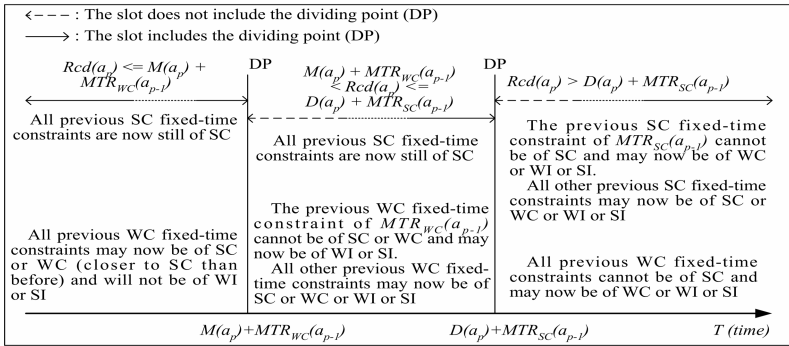 : The slot does not include the dividing point (DP)
: The slot includes the dividing point (DP)
Rcd(ap) <= M(ap) +
MTRWC(ap-1)
All previous SC fixed-time
constraints are now still of SC
All previous WC fixed-time
constraints may now be of SC
or WC (closer to SC than
before) and will not be of WI
or SI
DP
M(ap) + MTRWC(ap-1)
< Rcd(ap) <=
D(ap) + MTRSC(ap-1)
All previous SC fixed-time
constraints are now still of SC
The previous WC fixed-time
constraint of MTRWC(ap-1)
cannot be of SC or WC and may
now be of WI or SI.
All other previous WC fixed-
time constraints may now be of
SC or WC or WI or SI
DP
Rcd(ap) > D(ap) + MTRSC(ap-1)
The previous SC fixed-time
constraint of MTRSC(ap-1) cannot
be of SC and may now be of WC
or WI or SI.
All other previous SC fixed-time
constraints may now be of SC or
WC or WI or SI
All previous WC fixed-time
constraints cannot be of SC and
may now be of WC or WI or SI
M(ap)+MTRWC(ap-1)
D(ap)+MTRSC(ap-1)
T (time)